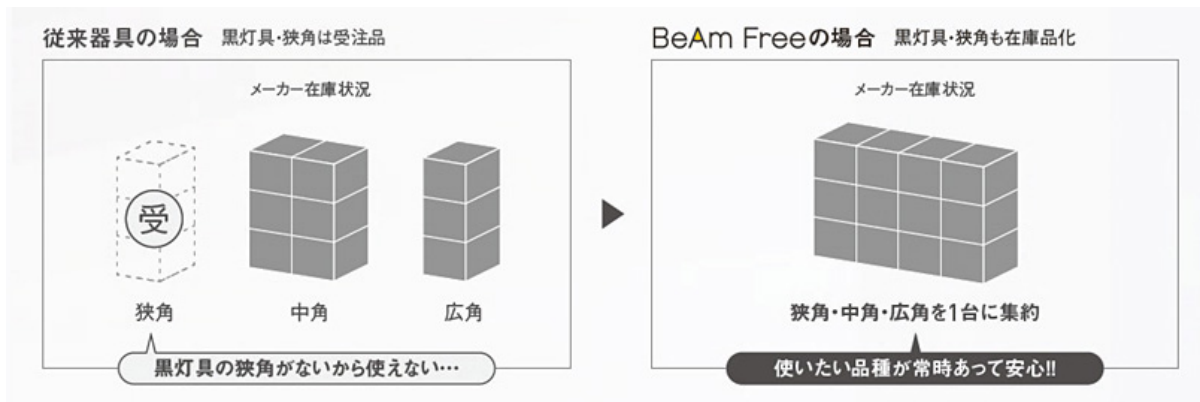 従来器具の場合 黒灯具・狭角は受注品
メーカー在庫状況
受
狭角
中角
広角
黒灯具の狭角がないから使えない…
BeAm Freeの場合 黒灯具・狭角も在庫品化
メーカー在庫状況
狭角・中角・広角を1台に集約
使いたい品種が常時あって安心!!